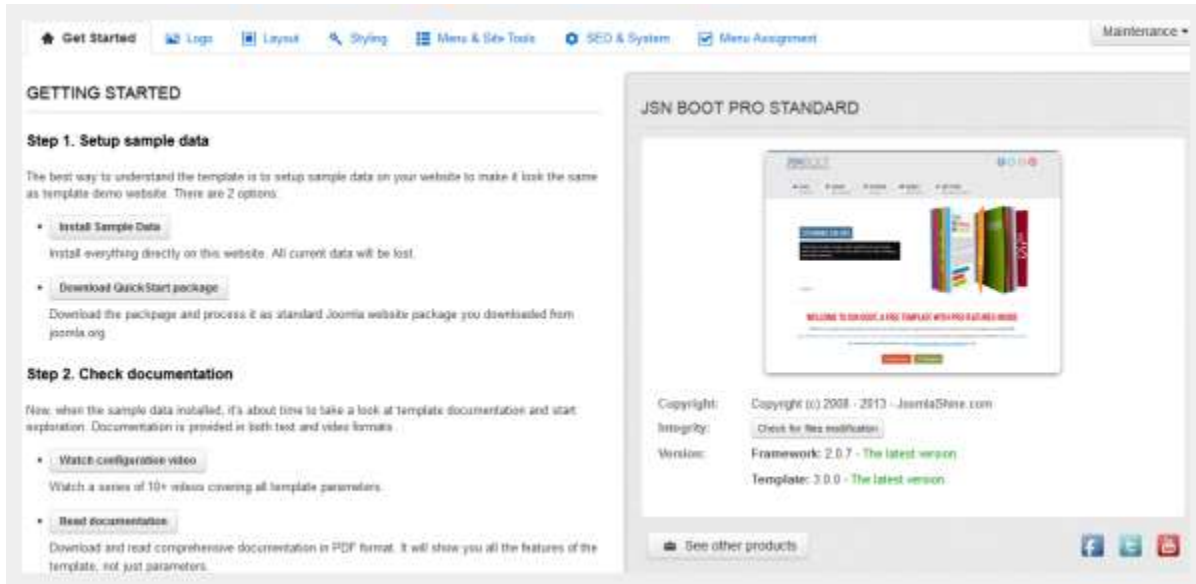 Get Started Logo Layout Styling Menu & Site Tools SEO & System Menu Assignment Maintenance
GETTING STARTED
Step 1. Setup sample data
The best way to understand the template is to setup sample data on your website to make it look the same
as template demo website. There are 2 options:
Install Sample Data
Install everything directly on this website. All current data will be lost.
Download QuickStart package
Download the packpage and process it as standard Joomla website package you downloaded from
joomla.org
Step 2. Check documentation
Now, when the sample data installed, it's about time to take a look at template documentation and start
exploration. Documentation is provided in both text and video formats.
Watch configuration video
Watch a series of 10+ videos covering all template parameters.
Read documentation
Download and read comprehensive documentation in PDF format. It will show you all the features of the
template, not just parameters.
JSN BOOT PRO STANDARD
WELCOME TO JSN BOOT, A FREE TEMPLATE WITH PRO FEATURES INSIDE
Copyright: Copyright (c) 2008 - 2013 - JoomlaShine.com
Integrity: Check for files modification
Version: Framework: 2.0.7 - The latest version
Template: 3.0.0 - The latest version
See other products